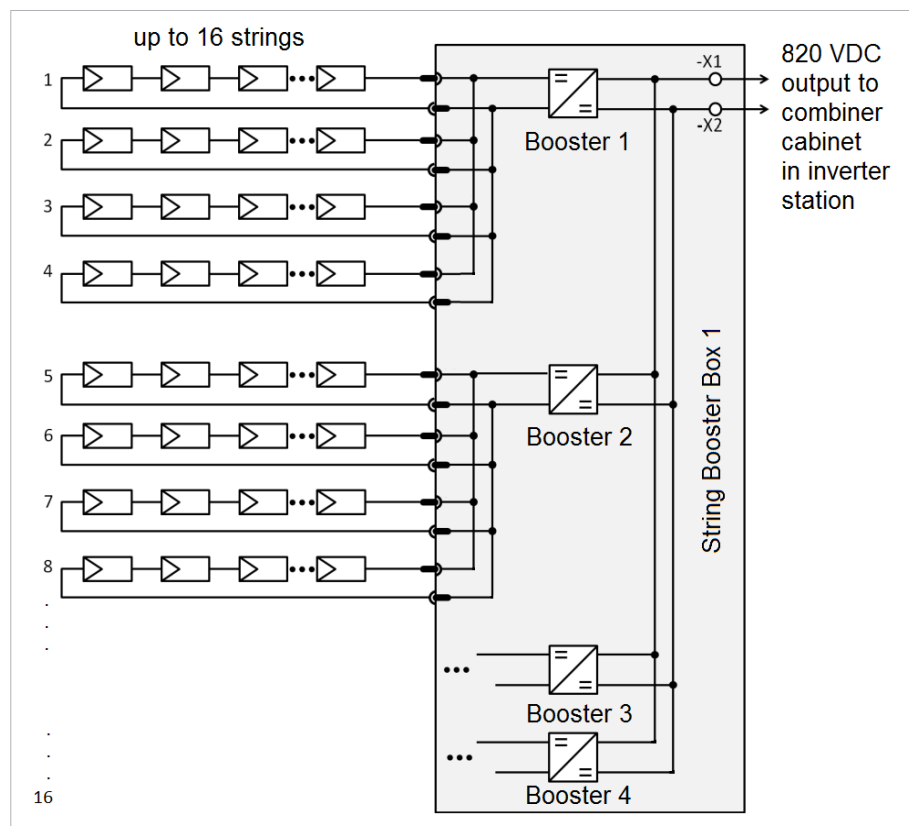 up to 16 strings
1
2
3
4
5
6
7
8
.
.
.
.
.
.
16
Booster 1
Booster 2
...
Booster 3
...
Booster 4
String Booster Box 1
-X1
-X2
820 VDC
output to
combiner
cabinet
in inverter
station